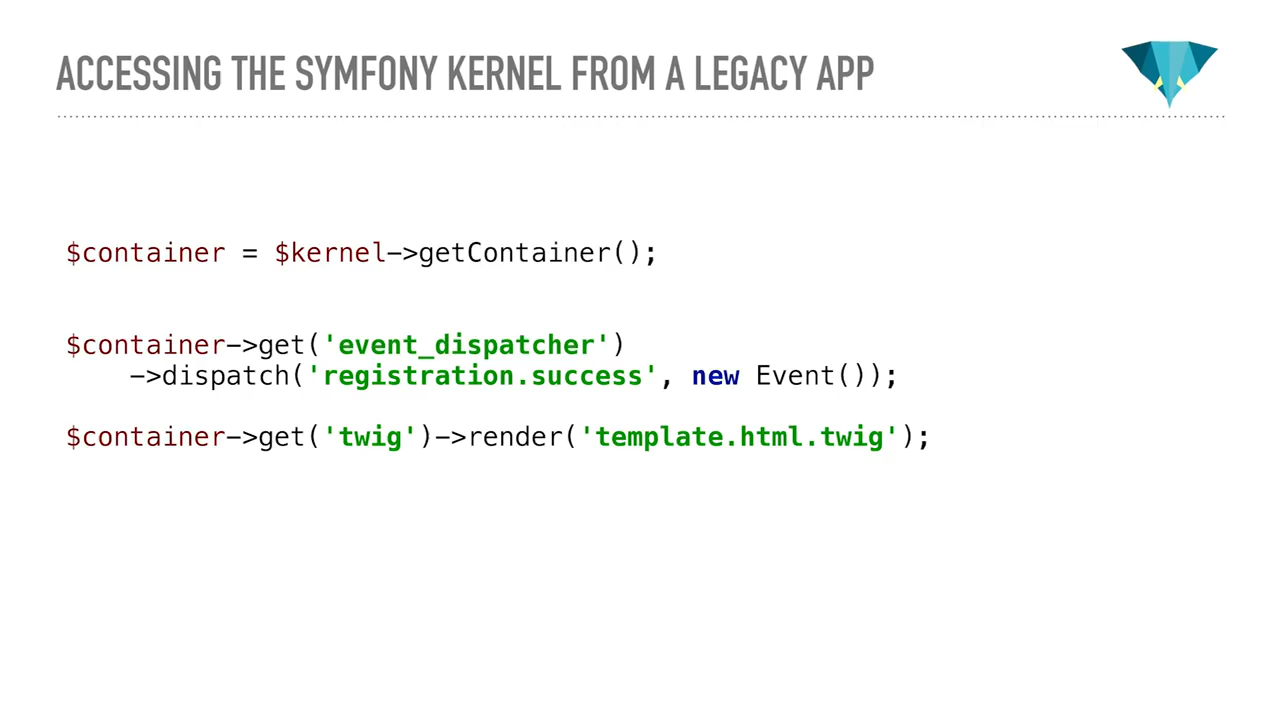 ACCESSING THE SYMFONY KERNEL FROM A LEGACY APP
$container = $kernel->getContainer();
$container->get('event_dispatcher')
    ->dispatch('registration.success', new Event());
$container->get('twig')->render('template.html.twig');